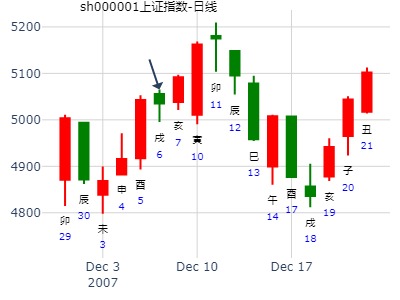 sh000001上证指数-日线
5200
5100
5000
4900
4800
卯
29
辰
30
未
3
申
4
酉
5
戌
6
亥
7
寅
10
卯
11
辰
12
巳
13
午
14
酉
17
戌
18
亥
19
子
20
丑
21
Dec 3
2007
Dec 10
Dec 17